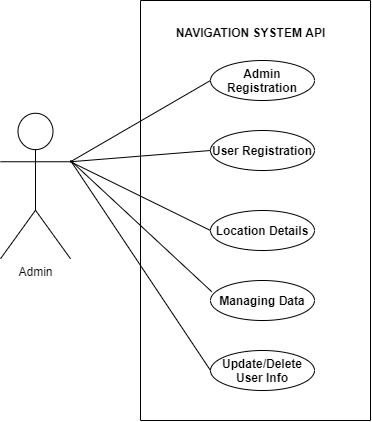 NAVIGATION SYSTEM API
Admin
Registration
User Registration
Location Details
Admin
Managing Data
Update/Delete
User Info